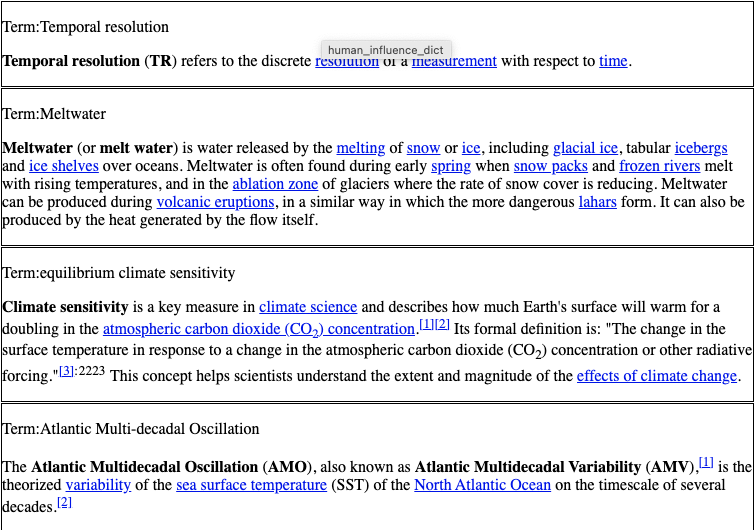 Term:Temporal resolution
human_influence_dict
Temporal resolution (TR) refers to the discrete resolution of a measurement with respect to time.
Term:Meltwater
Meltwater (or melt water) is water released by the melting of snow or ice, including glacial ice, tabular icebergs
and ice shelves over oceans. Meltwater is often found during early spring when snow packs and frozen rivers melt
with rising temperatures, and in the ablation zone of glaciers where the rate of snow cover is reducing. Meltwater
can be produced during volcanic eruptions, in a similar way in which the more dangerous lahars form. It can also be
produced by the heat generated by the flow itself.
Term:equilibrium climate sensitivity
Climate sensitivity is a key measure in climate science and describes how much Earth's surface will warm for a
doubling in the atmospheric carbon dioxide (CO2) concentration.[1][2] Its formal definition is: "The change in the
surface temperature in response to a change in the atmospheric carbon dioxide (CO2) concentration or other radiative
forcing."[3]:2223 This concept helps scientists understand the extent and magnitude of the effects of climate change.
Term:Atlantic Multi-decadal Oscillation
The Atlantic Multidecadal Oscillation (AMO), also known as Atlantic Multidecadal Variability (AMV),[1] is the
theorized variability of the sea surface temperature (SST) of the North Atlantic Ocean on the timescale of several
decades.[2]